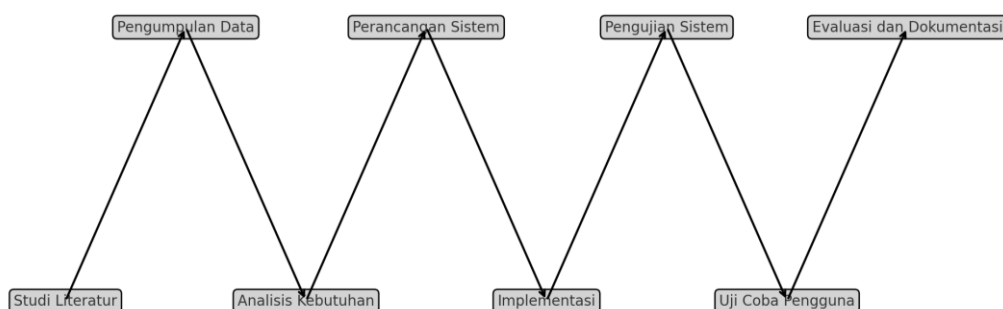 Pengumpulan Data
Perancangan Sistem
Pengujian Sistem
Evaluasi dan Dokumentasi
Studi Literatur
Analisis Kebutuhan
Implementasi
Uji Coba Pengguna